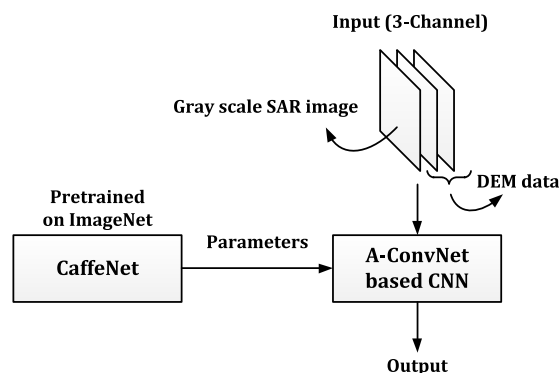 Input (3-Channel)
Gray scale SAR image
DEM data
Pretrained
on ImageNet
CaffeNet
Parameters
A-ConvNet
based CNN
Output